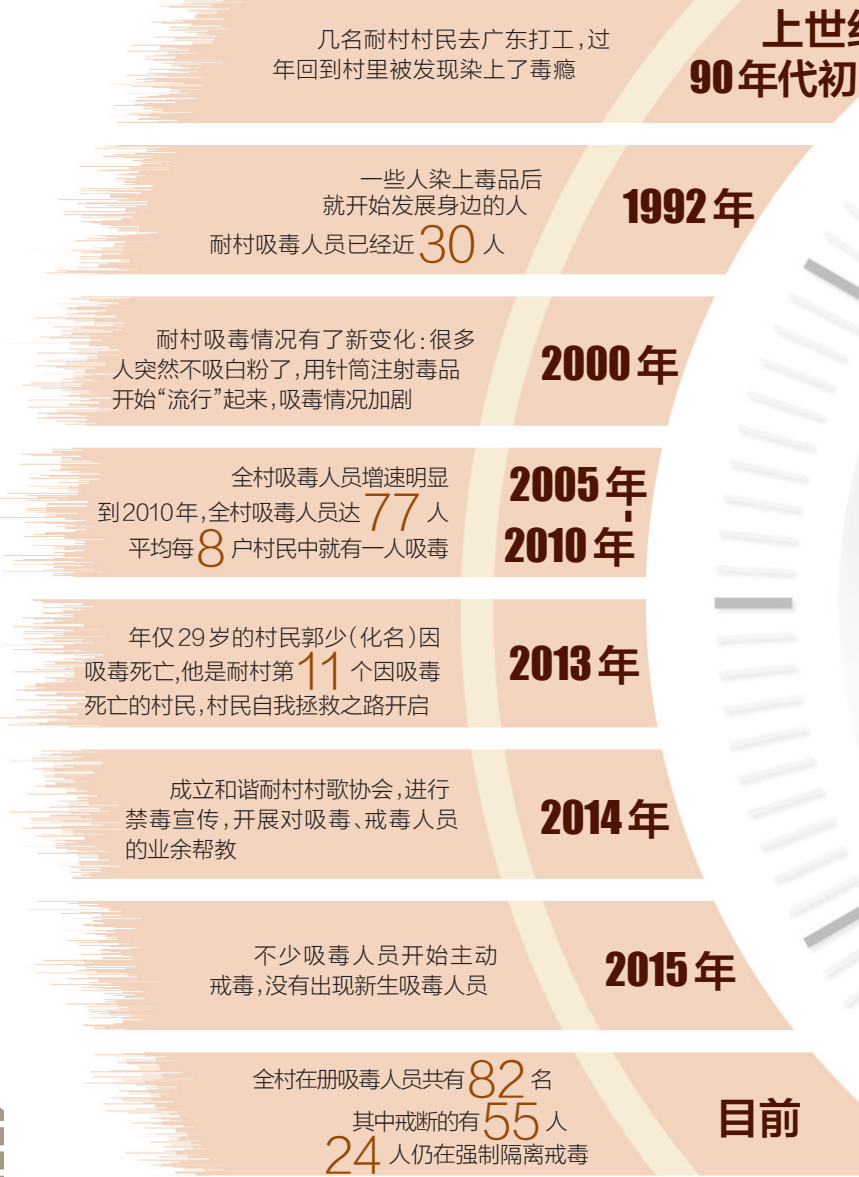 几名耐村村民去广东打工,过
年回到村里被发现染上了毒瘾
上世
90年代初
一些人染上毒品后
就开始发展身边的人
耐村吸毒人员已经近30人
1992年
耐村吸毒情况有了新变化:很多
人突然不吸白粉了,用针筒注射毒品
开始“流行”起来,吸毒情况加剧
2000年
全村吸毒人员增速明显
到2010年,全村吸毒人员达77人
平均每8户村民中就有一人吸毒
2005年
-
2010年
年仅29岁的村民郭少(化名)因
吸毒死亡,他是耐村第11个因吸毒
死亡的村民,村民自我拯救之路开启
2013年
成立和谐耐村村歌协会,进行
禁毒宣传,开展对吸毒、戒毒人员
的业余帮教
2014年
不少吸毒人员开始主动
戒毒,没有出现新生吸毒人员
2015年
全村在册吸毒人员共有82名
其中戒断的有55人
24人仍在强制隔离戒毒
目前